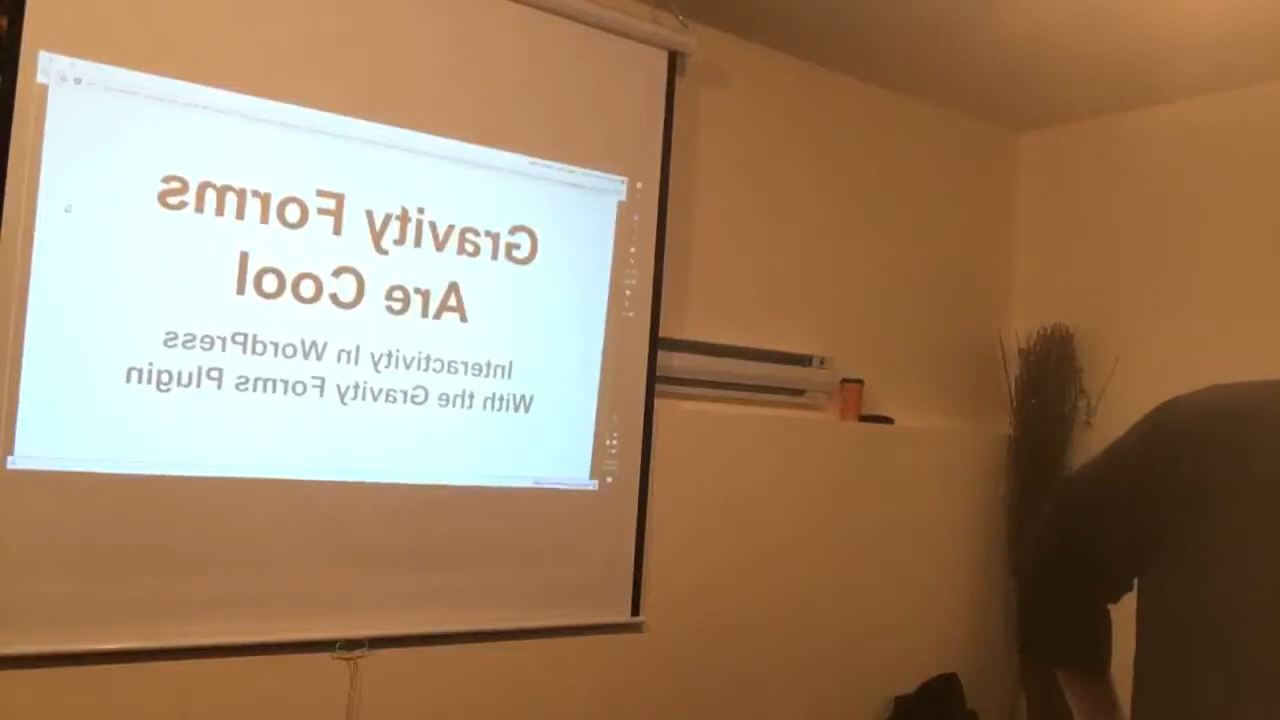 Gravity Forms
Are Cool
Interactivity In WordPress
With the Gravity Forms Plugin